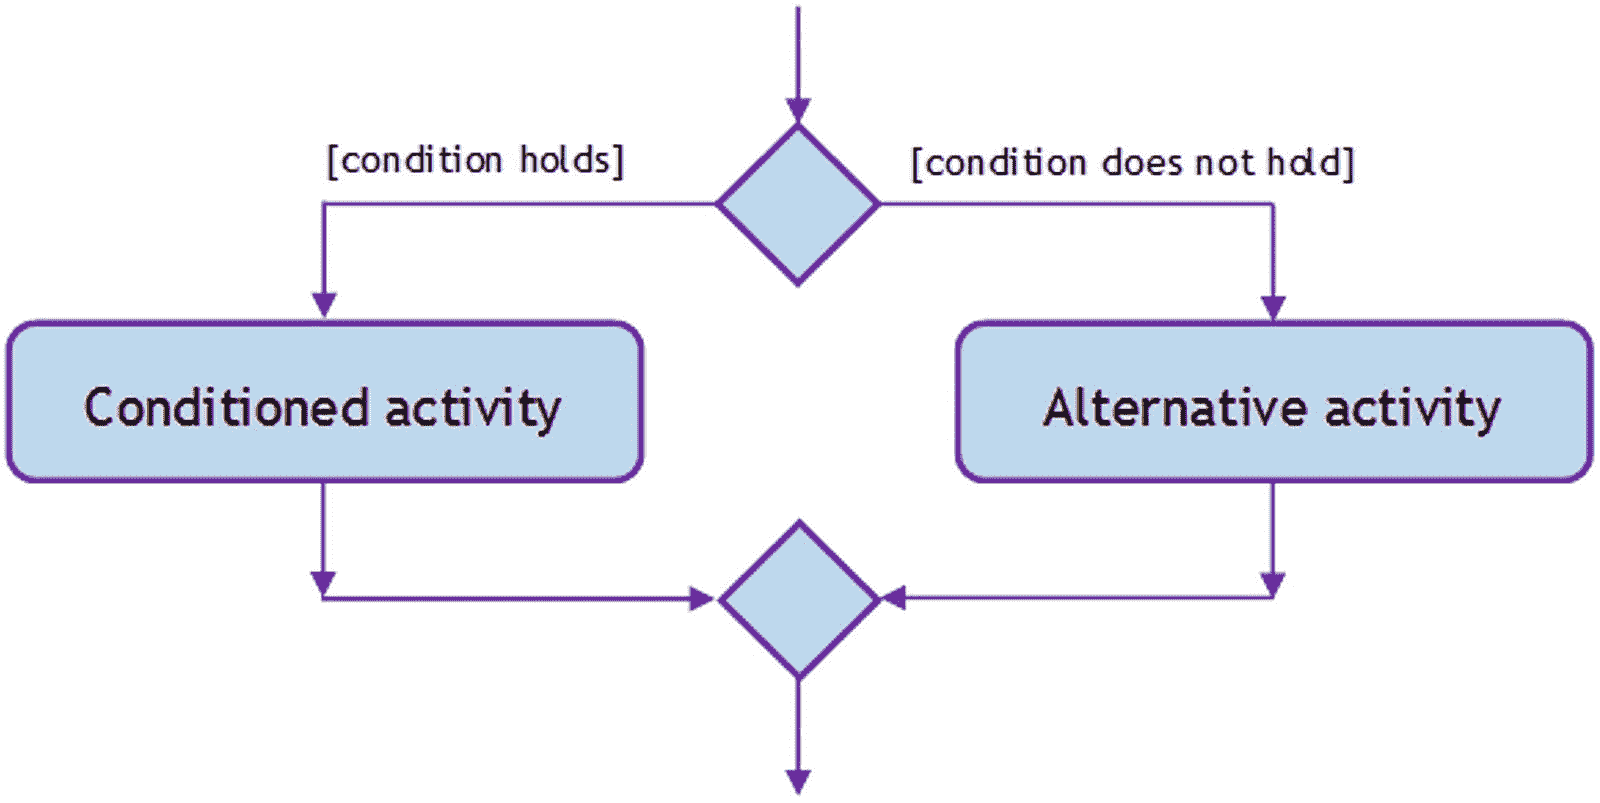 [condition holds]
[condition does not hold]
Conditioned activity
Alternative activity